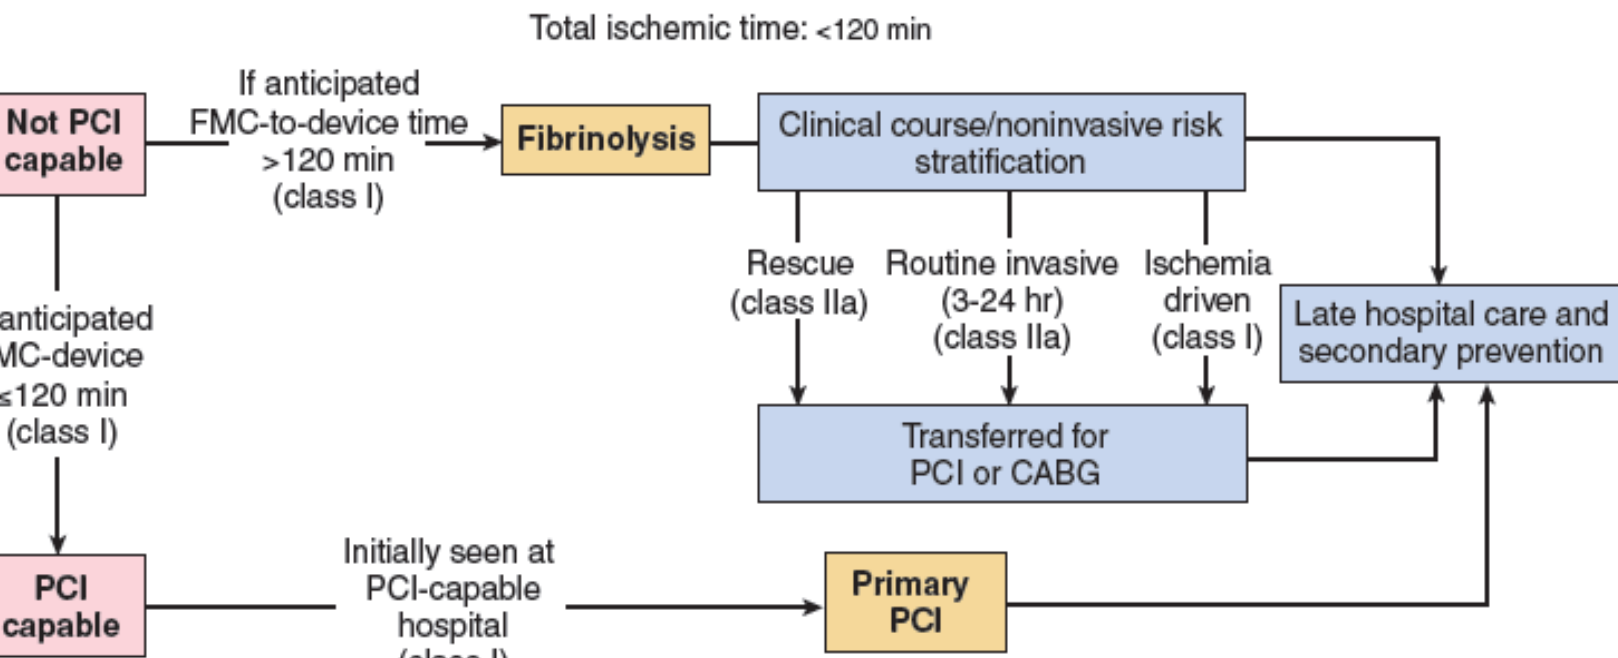 Total ischemic time: <120 min
If anticipated
FMC-to-device time
>120 min
(class I)
Not PCI
capable
Fibrinolysis
Clinical course/noninvasive risk
stratification
Rescue
(class IIa)
Routine invasive
(3-24 hr)
(class IIa)
Ischemia
driven
(class I)
Late hospital care and
secondary prevention
anticipated
MC-device
≤120 min
(class I)
Transferred for
PCI or CABG
PCI
capable
Initially seen at
PCI-capable
hospital
(class I)
Primary
PCI